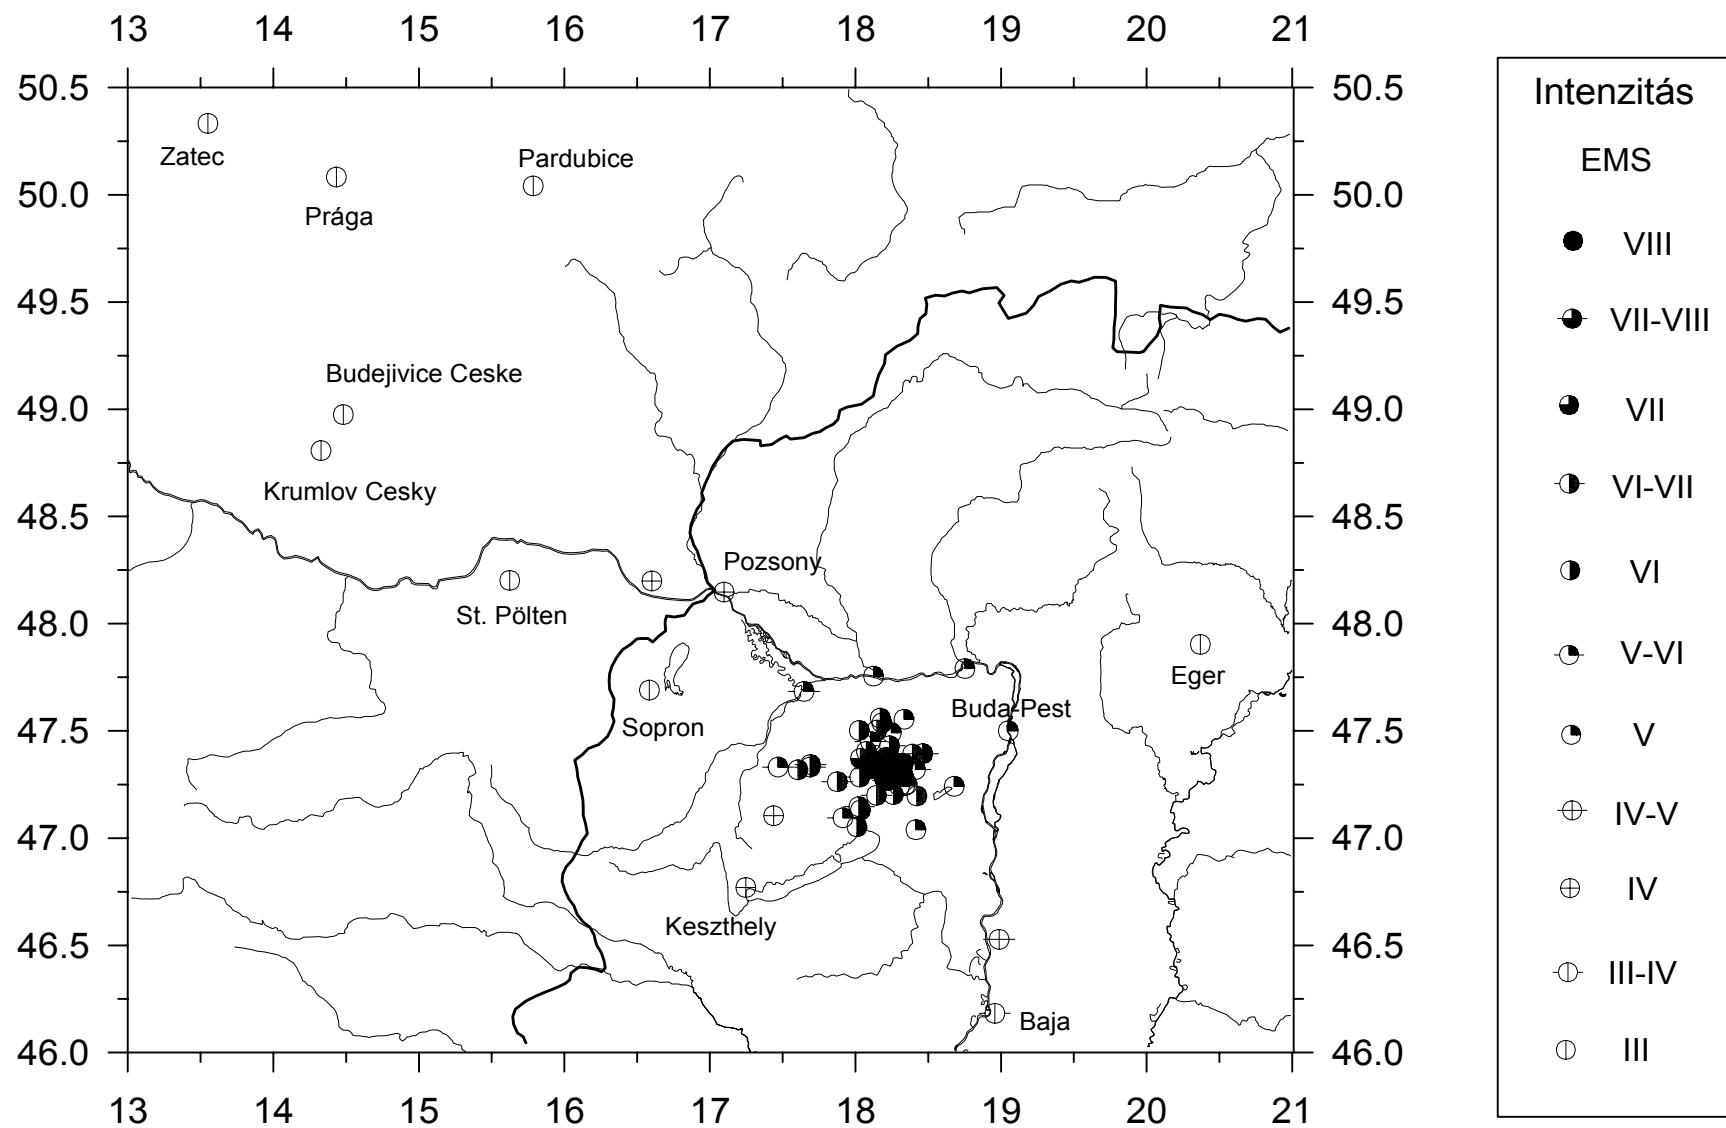 13 14 15 16 17 18 19 20 21
50.5 50.5
Intenzitás
EMS
Zatec
Pardubice
50.0 50.0
Prága
VIII
49.5 49.5
VII-VIII
Budejivice Ceske
49.0 49.0
VII
Krumlov Cesky
VI-VII
48.5 48.5
Pozsony
VI
St. Pölten
48.0 48.0
V-VI
Eger
Sopron
Buda-Pest
47.5 47.5
V
47.0 47.0
IV-V
Keszthely
IV
46.5 46.5
III-IV
Baja
46.0 46.0
III
13 14 15 16 17 18 19 20 21